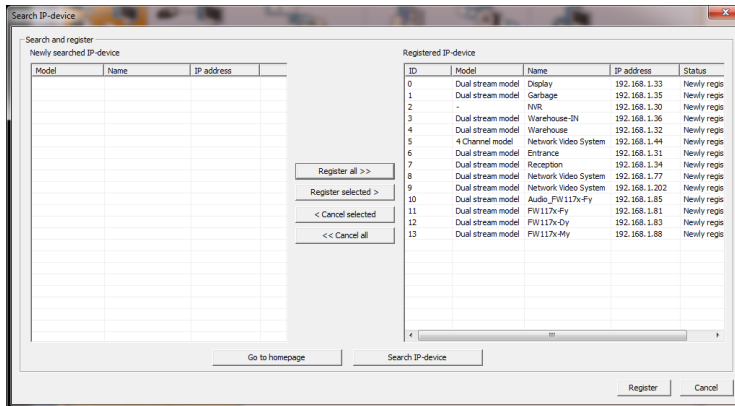 Search IP-device
Search and register
Newly searched IP-device
Model Name IP address
Register all >>
Register selected >
< Cancel selected
<< Cancel all
Registered IP-device
ID Model Name IP address Status
0 Dual stream model Display 192.168.1.33 Newly regis
1 Dual stream model Garbage 192.168.1.35 Newly regis
2 - NVR 192.168.1.30 Newly regis
3 Dual stream model Warehouse-IN 192.168.1.36 Newly regis
4 Dual stream model Warehouse 192.168.1.32 Newly regis
5 4 Channel model Network Video System 192.168.1.44 Newly regis
6 Dual stream model Entrance 192.168.1.31 Newly regis
7 Dual stream model Reception 192.168.1.34 Newly regis
8 Dual stream model Network Video System 192.168.1.77 Newly regis
9 Dual stream model Network Video System 192.168.1.202 Newly regis
10 Dual stream model Audio_FW117x-Fy 192.168.1.85 Newly regis
11 Dual stream model FW117x-Fy 192.168.1.81 Newly regis
12 Dual stream model FW117x-Dy 192.168.1.83 Newly regis
13 Dual stream model FW117x-My 192.168.1.88 Newly regis
Go to homepage Search IP-device
Register Cancel